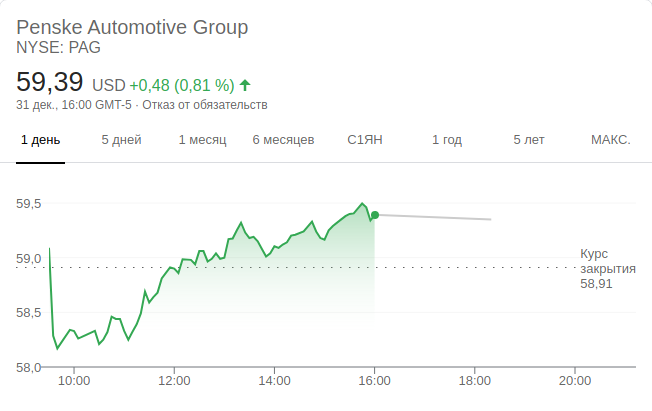 Penske Automotive Group
NYSE: PAG
59,39 USD +0,48 (0,81 %)
31 дек., 16:00 GMT-5 · Отказ от обязательств
1 день 5 дней 1 месяц 6 месяцев С1ЯН 1 год 5 лет МАКС.
59,5
59,0
58,5
58,0
Курс
закрытия
58,91
10:00 12:00 14:00 16:00 18:00 20:00